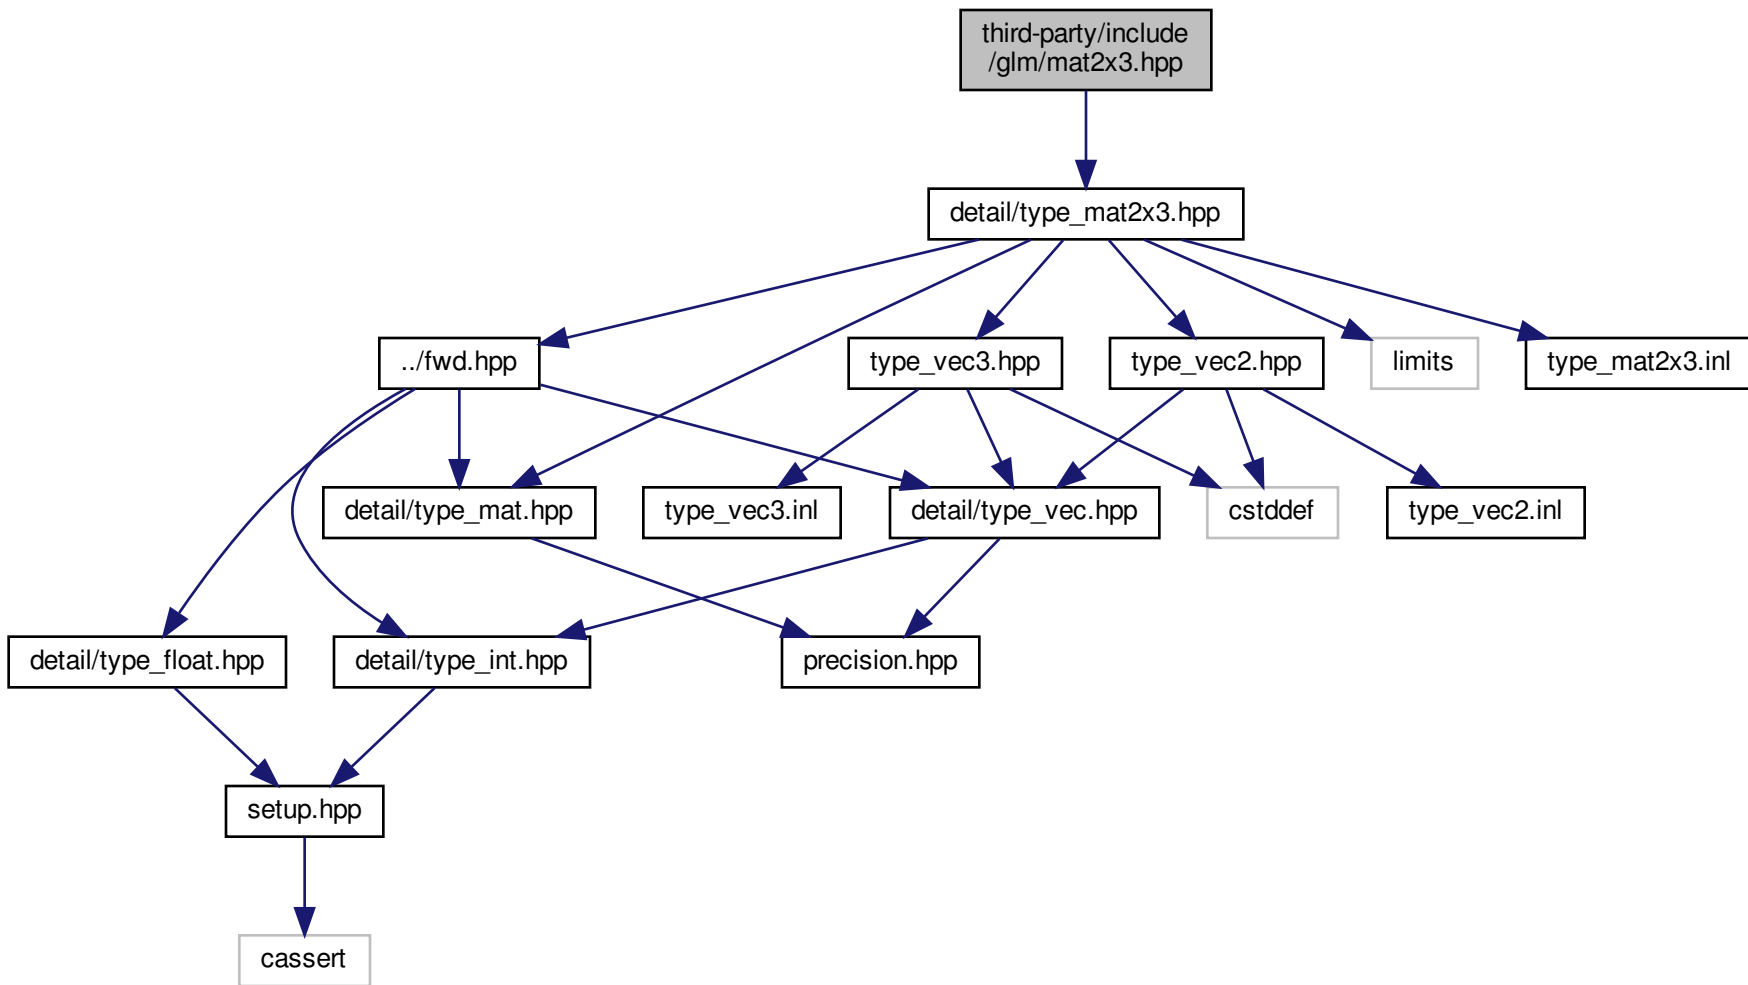 third-party/include
/glm/mat2x3.hpp
detail/type_mat2x3.hpp
../fwd.hpp
type_vec3.hpp
type_vec2.hpp
limits
type_mat2x3.inl
detail/type_mat.hpp
type_vec3.inl
detail/type_vec.hpp
cstddef
type_vec2.inl
detail/type_float.hpp
detail/type_int.hpp
precision.hpp
setup.hpp
cassert